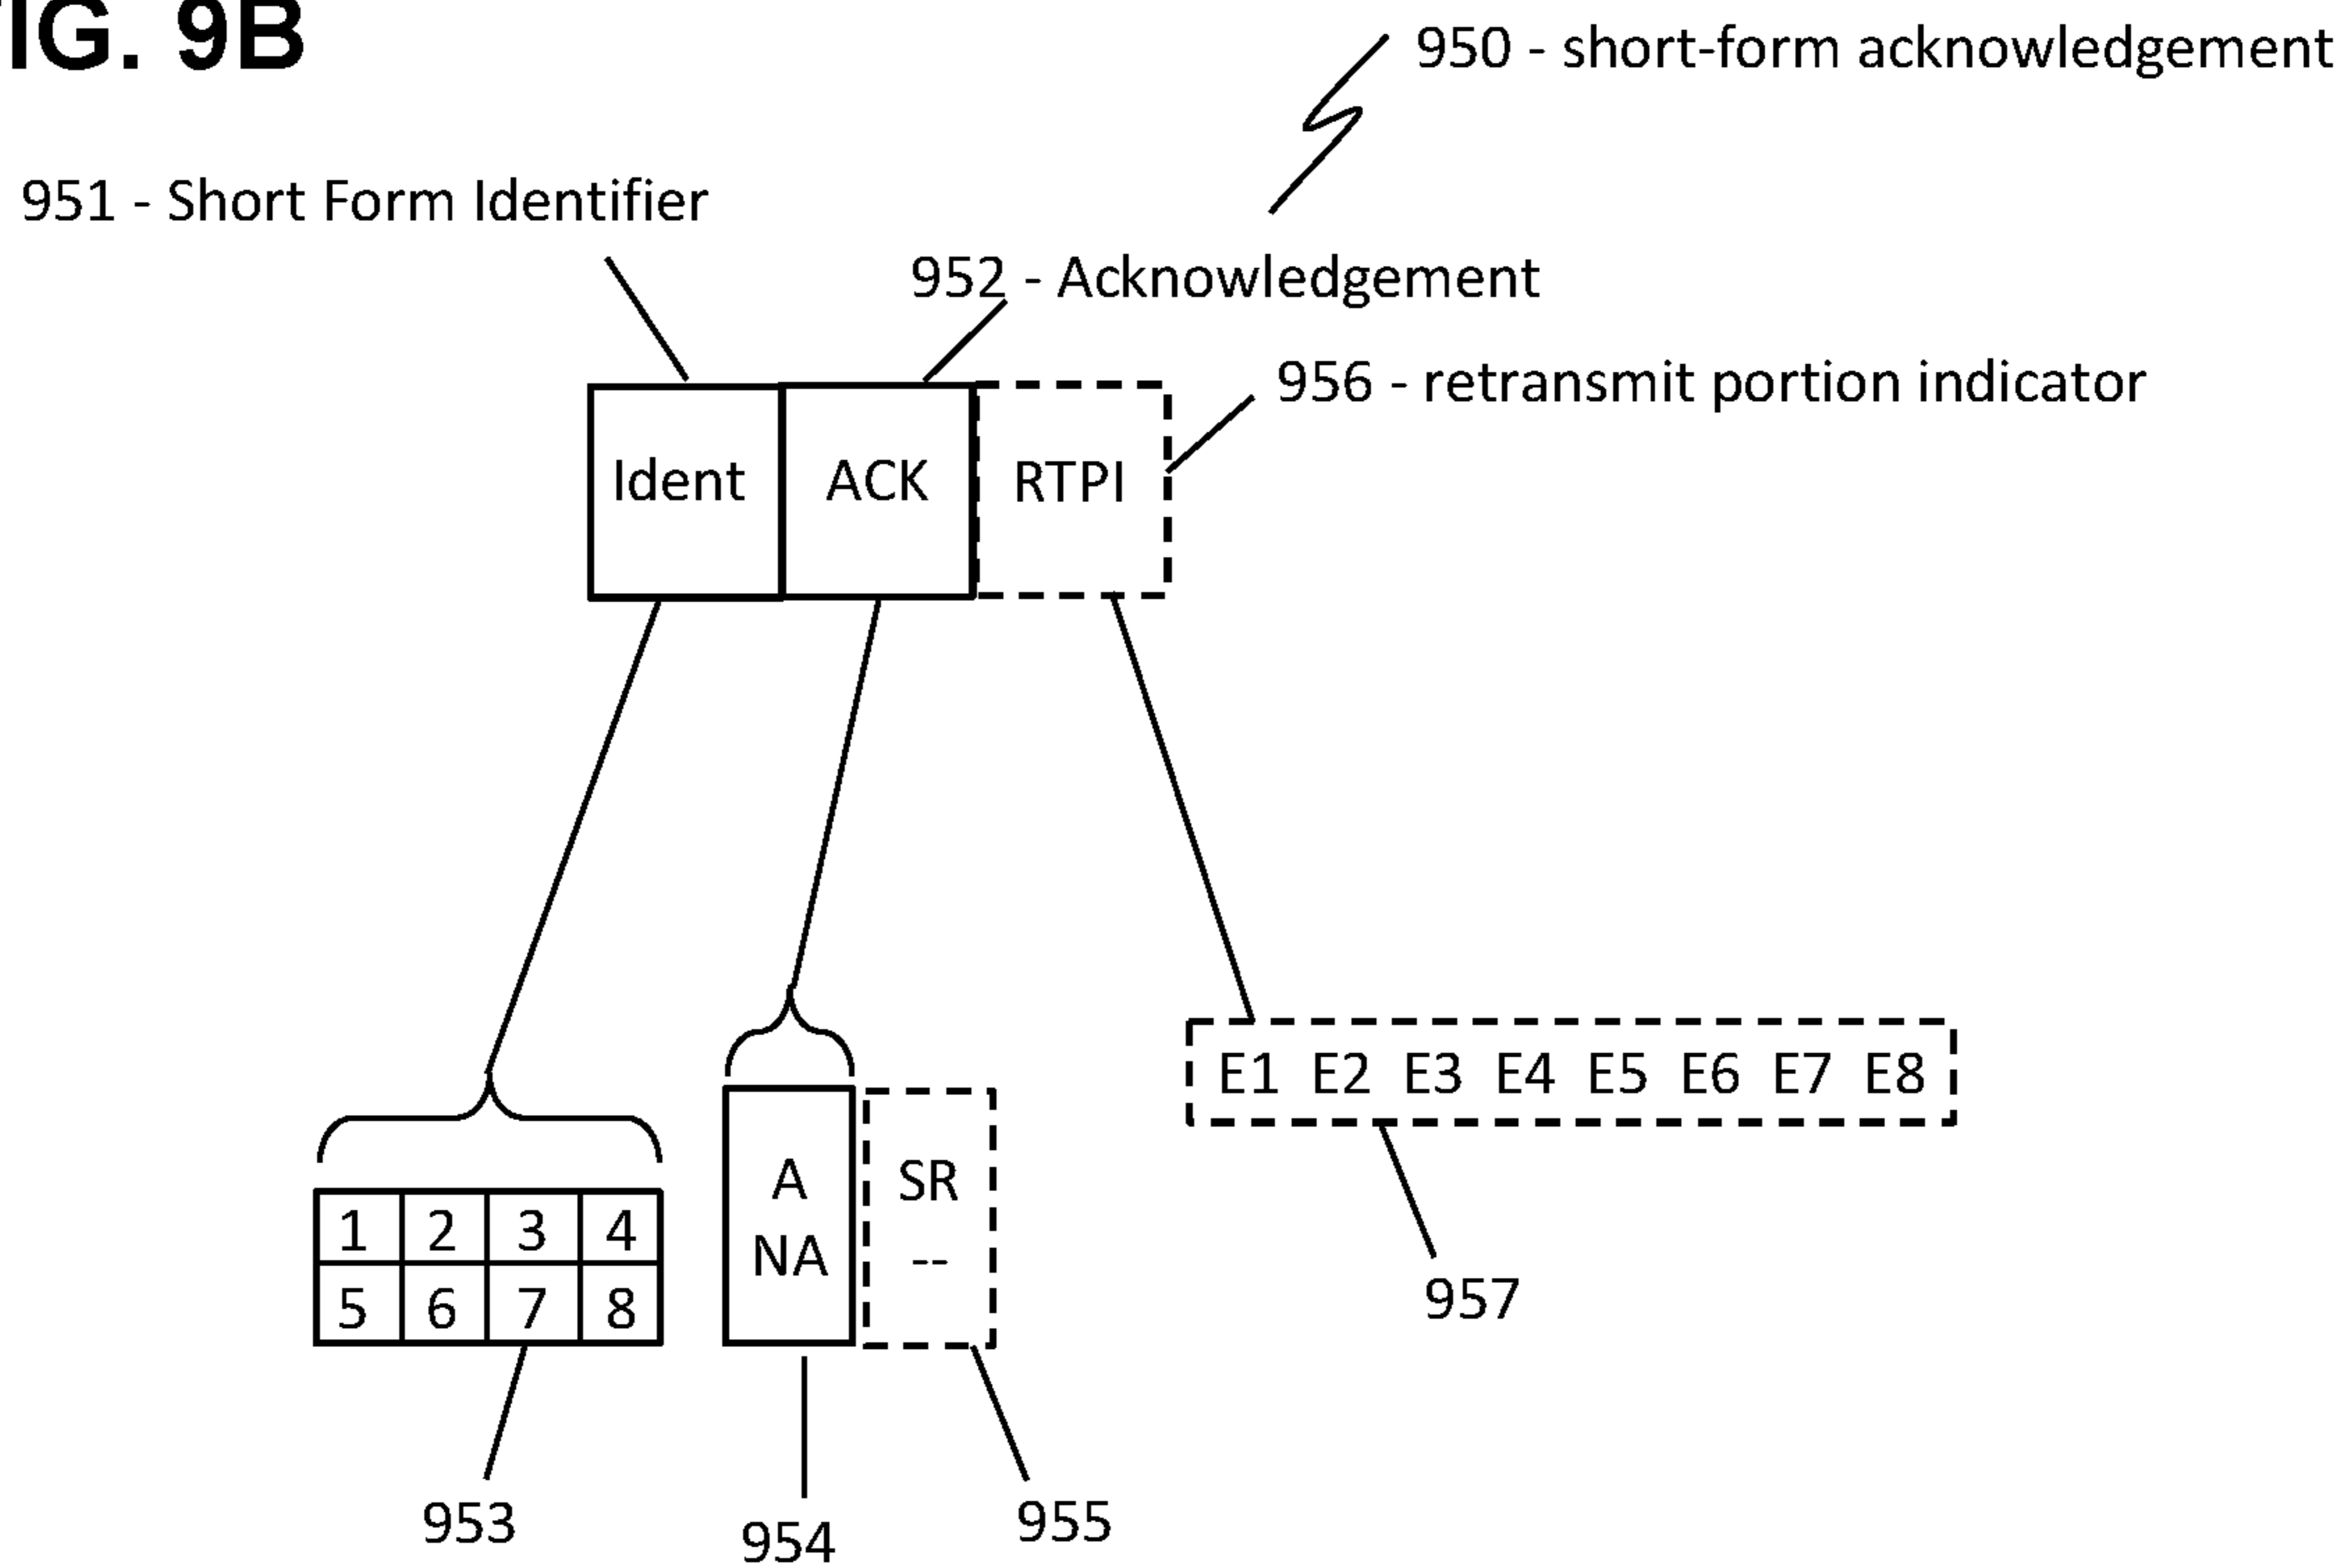 IG. 9B
950 - short-form acknowledgement
951 - Short Form Identifier
952 - Acknowledgement
956 - retransmit portion indicator
Ident ACK RTPI
E1 E2 E3 E4 E5 E6 E7 E8
A SR
NA --
1 2 3 4
5 6 7 8
957
953
954
955